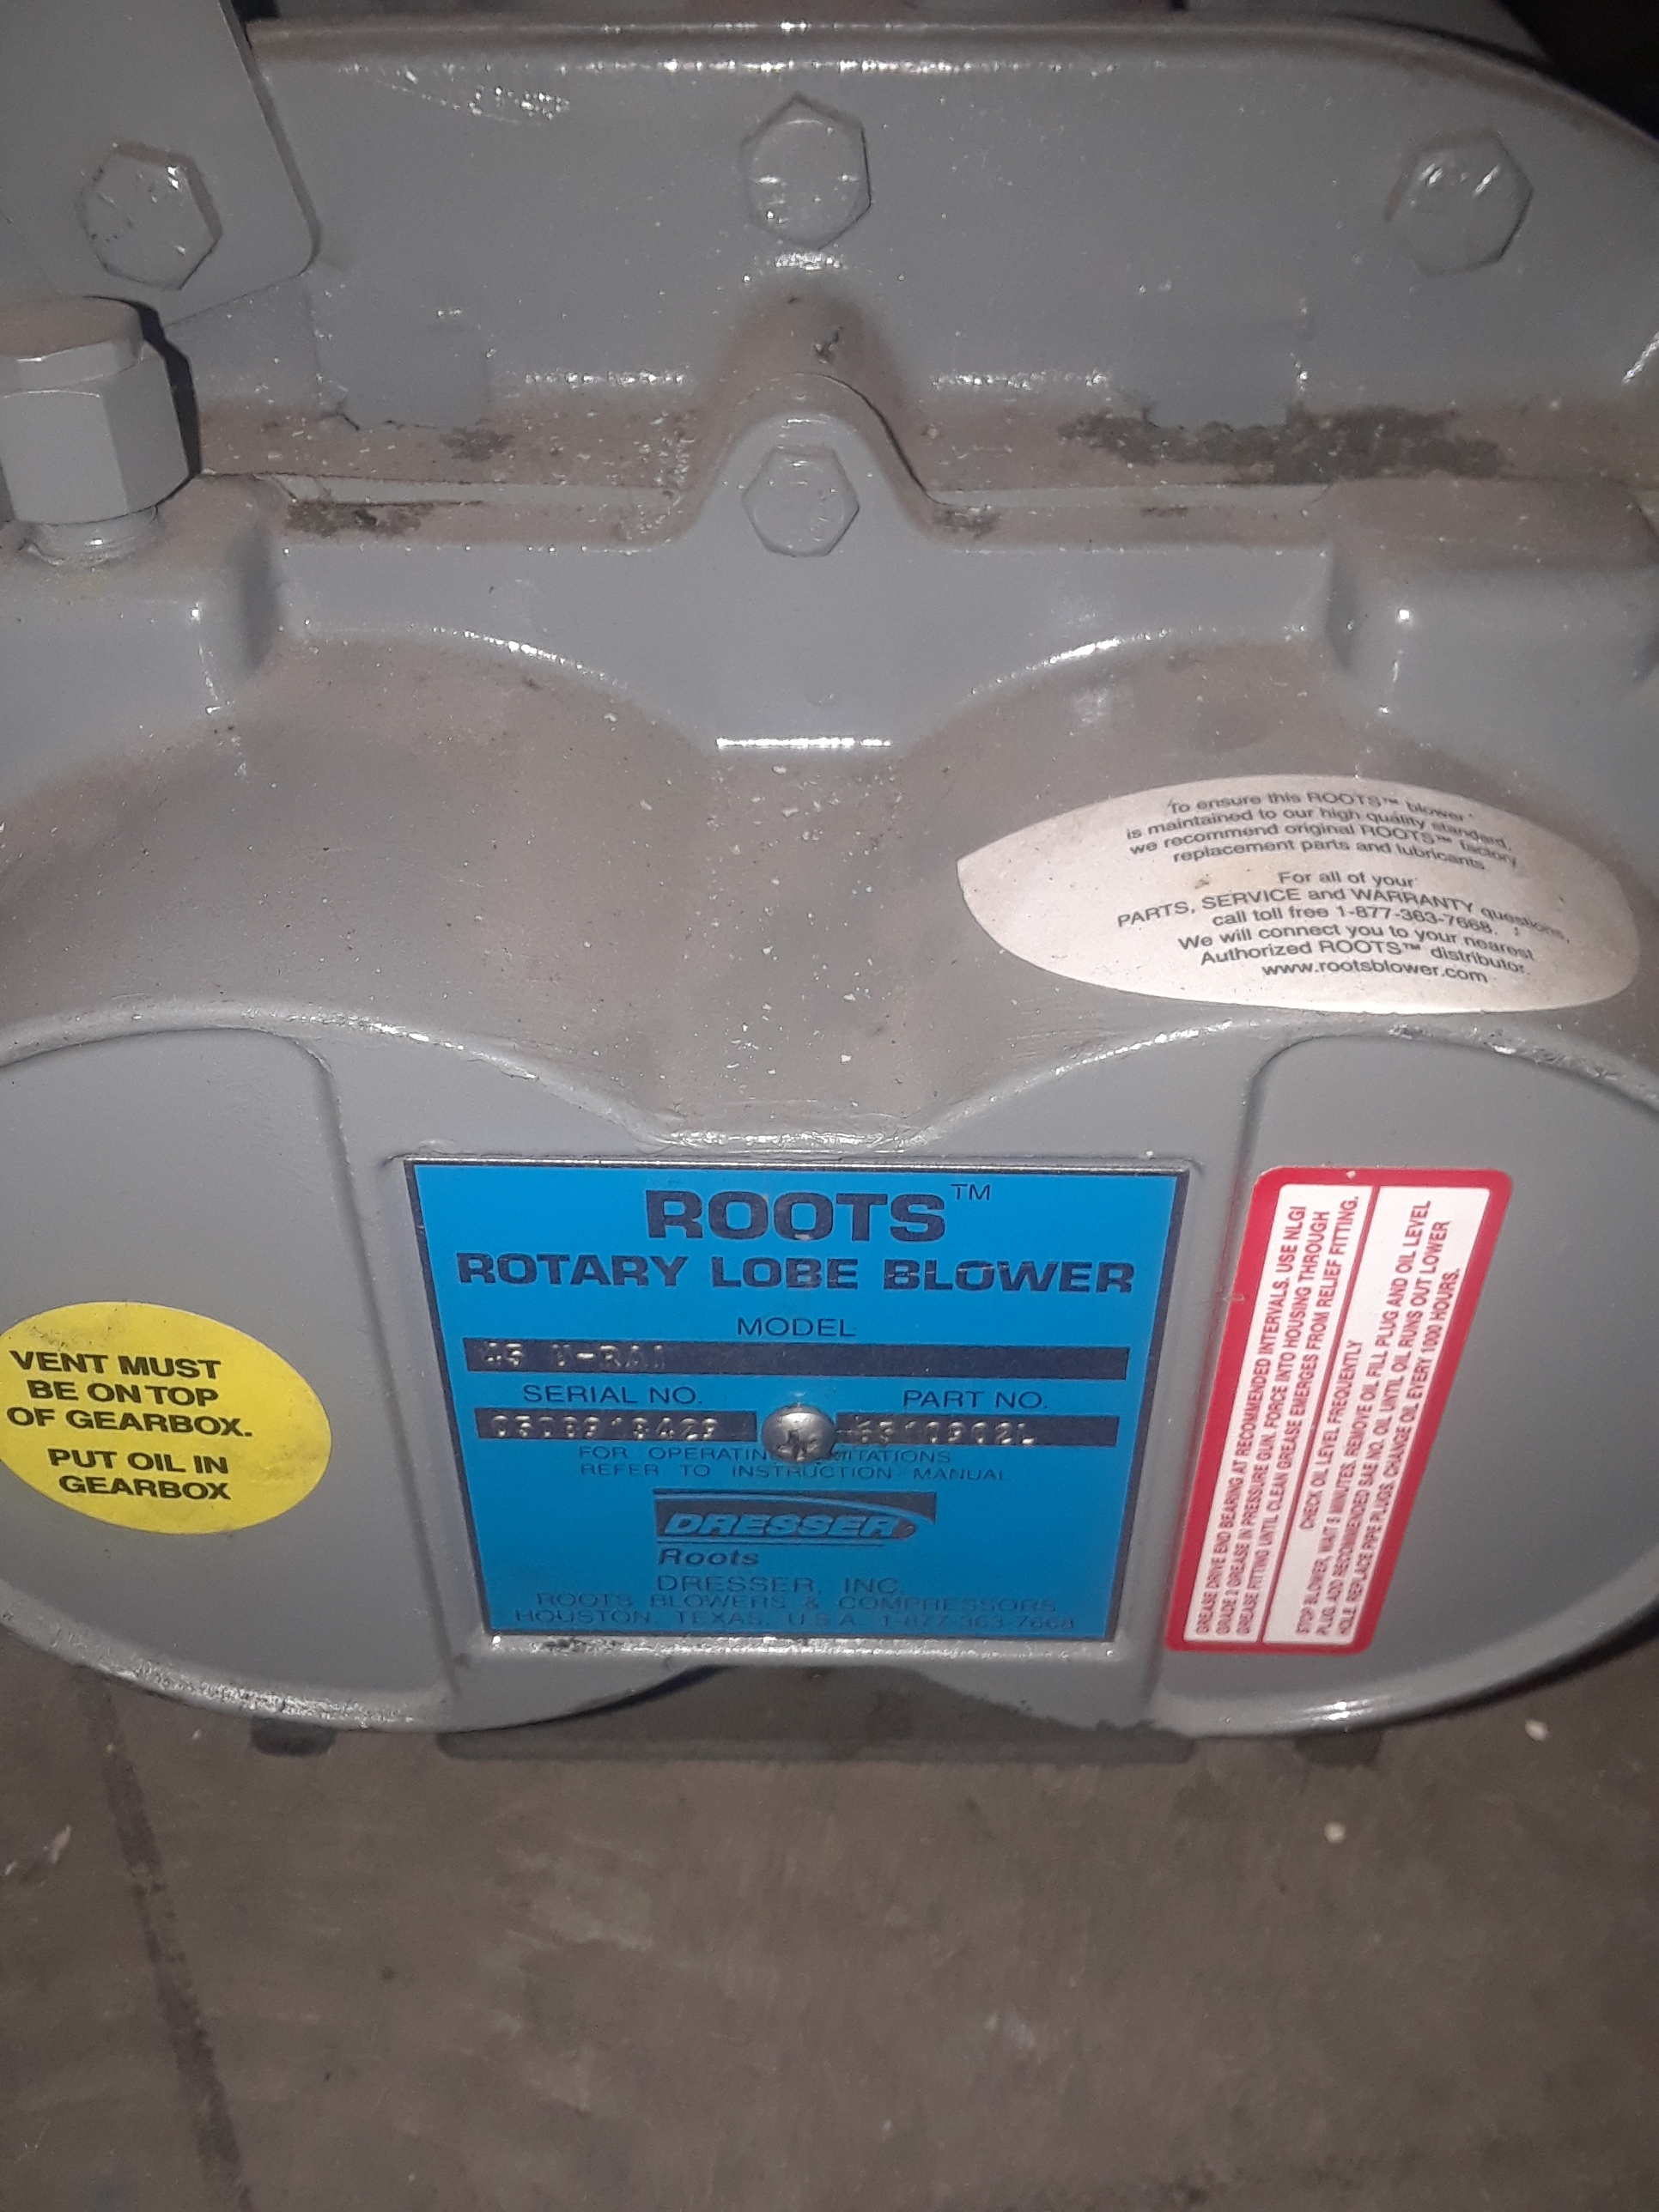 To ensure this ROOTS™ blower
is maintained to our high quality standard,
we recommend original ROOTS™ factory
replacement parts and lubricants.
For all of your
PARTS, SERVICE and WARRANTY questions,
call toll free 1-877-363-7668.
We will connect you to your nearest
Authorized ROOTS™ distributor.
www.rootsblower.com
ROOTS™
ROTARY LOBE BLOWER
MODEL
45 U-RAI
SERIAL NO. PART NO.
FOR OPERATING LIMITATIONS
REFER TO INSTRUCTION MANUAL
DRESSER
Roots
DRESSER, INC.
ROOTS BLOWERS & COMPRESSORS
HOUSTON, TEXAS, U.S.A. 1-877-363-7668
VENT MUST
BE ON TOP
OF GEARBOX.
PUT OIL IN
GEARBOX
GREASE DRIVE END BEARING AT RECOMMENDED INTERVALS. USE NLGI
GRADE 2 GREASE IN PRESSURE GUN. FORCE INTO HOUSING THROUGH
GREASE FITTING UNTIL CLEAN GREASE EMERGES FROM RELIEF FITTING.
CHECK OIL LEVEL FREQUENTLY
STOP BLOWER, WAIT 5 MINUTES. REMOVE OIL FILL PLUG AND OIL LEVEL
PLUG. ADD RECOMMENDED SAE NO. OIL UNTIL OIL RUNS OUT LOWER
HOLE. REPLACE PIPE PLUGS. CHANGE OIL EVERY 1000 HOURS.